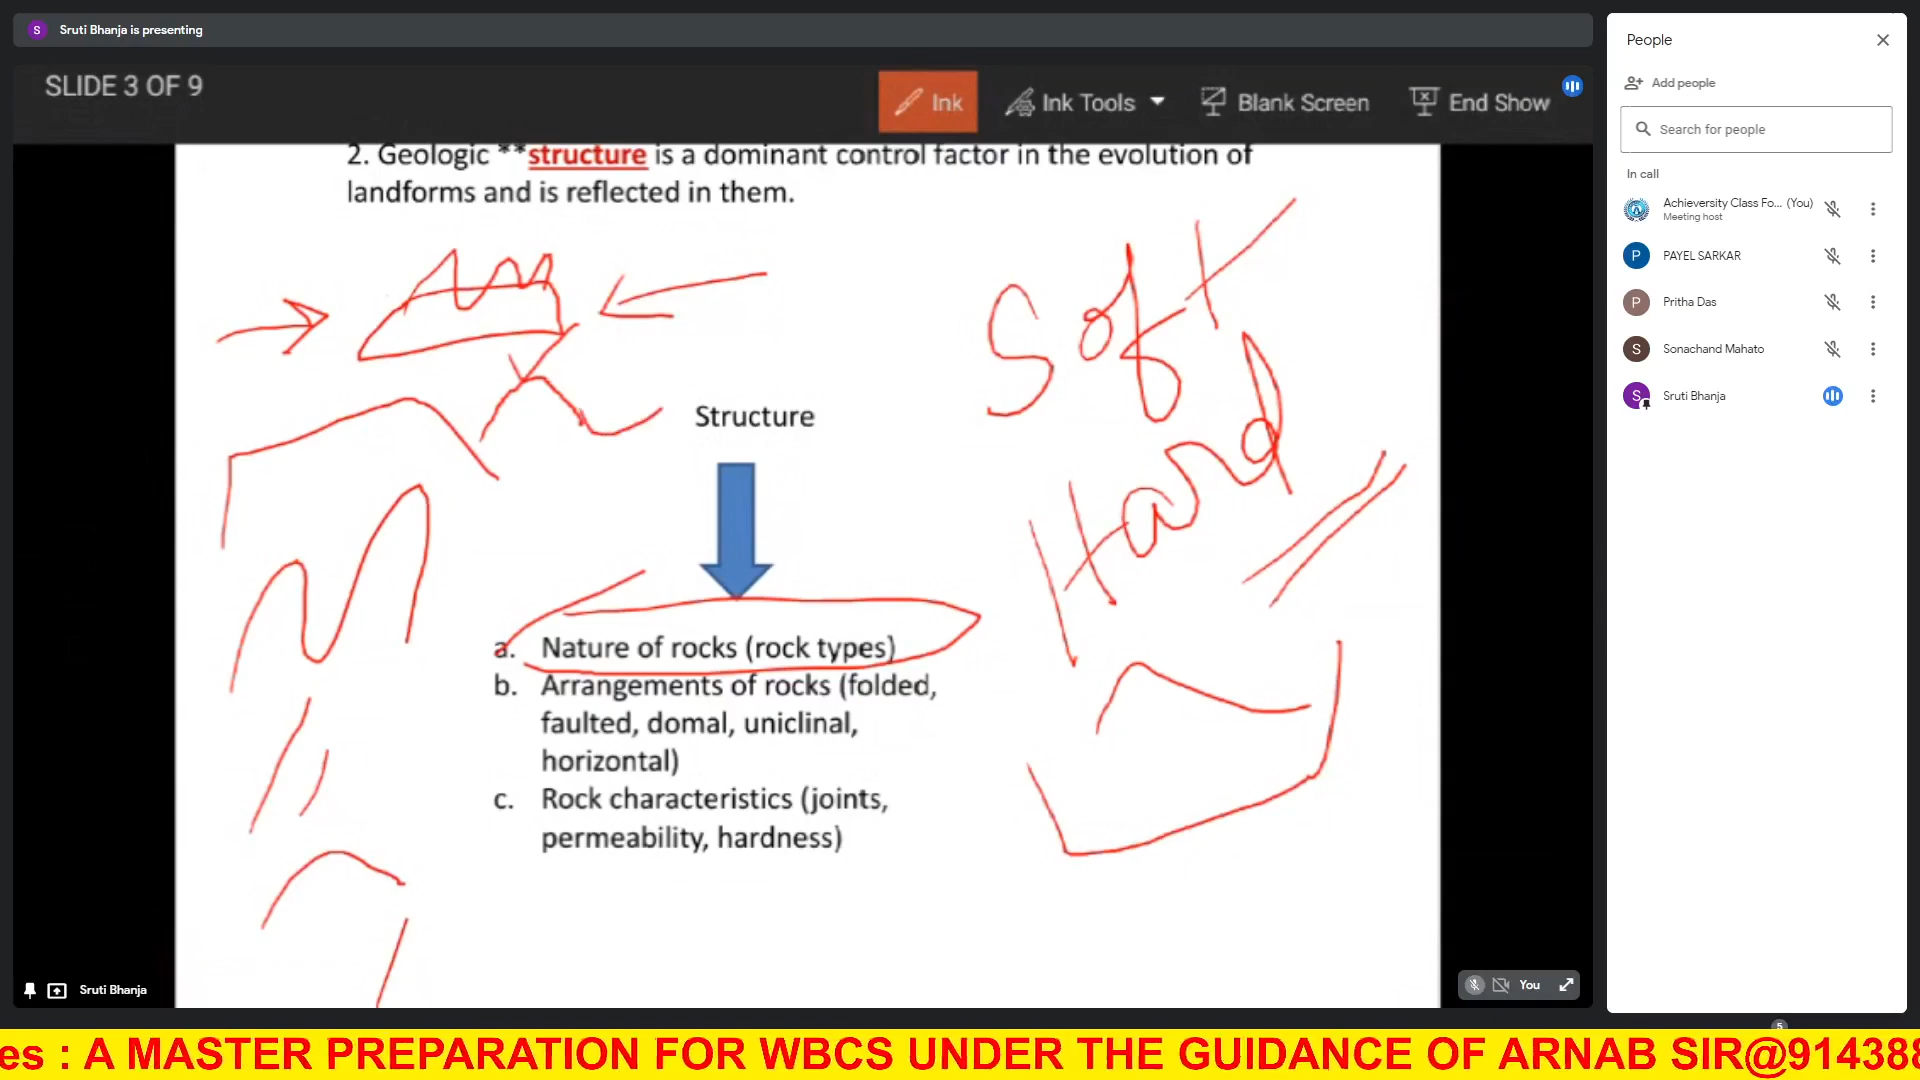 S Sruti Bhanja is presenting
SLIDE 3 OF 9
Ink
Ink Tools
Blank Screen
End Show
2. Geologic **structure is a dominant control factor in the evolution of
landforms and is reflected in them.
Soft
Hard
Structure
a. Nature of rocks (rock types)
b. Arrangements of rocks (folded,
faulted, domal, uniclinal,
horizontal)
c. Rock characteristics (joints,
permeability, hardness)
Sruti Bhanja
You
People
Add people
Search for people
In call
Achieversity Class Fo... (You)
Meeting host
P PAYEL SARKAR
P Pritha Das
S Sonachand Mahato
S Sruti Bhanja
5
es : A MASTER PREPARATION FOR WBCS UNDER THE GUIDANCE OF ARNAB SIR@914388